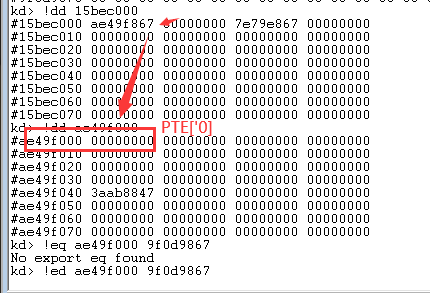 kd> !dd 15bec000
#15bec000 ae49f867 00000000 7e79e867 00000000
#15bec010 00000000 00000000 00000000 00000000
#15bec020 00000000 00000000 00000000 00000000
#15bec030 00000000 00000000 00000000 00000000
#15bec040 00000000 00000000 00000000 00000000
#15bec050 00000000 00000000 00000000 00000000
#15bec060 00000000 00000000 00000000 00000000
#15bec070 00000000 00000000 00000000 00000000
kd> !dd ae49f000
PTE['0]
#ae49f000 00000000 00000000 00000000 00000000
#ae49f010 00000000 00000000 00000000 00000000
#ae49f020 00000000 00000000 00000000 00000000
#ae49f030 00000000 00000000 00000000 00000000
#ae49f040 3aab8847 00000000 00000000 00000000
#ae49f050 00000000 00000000 00000000 00000000
#ae49f060 00000000 00000000 00000000 00000000
#ae49f070 00000000 00000000 00000000 00000000
kd> !eq ae49f000 9f0d9867
No export eq found
kd> !ed ae49f000 9f0d9867